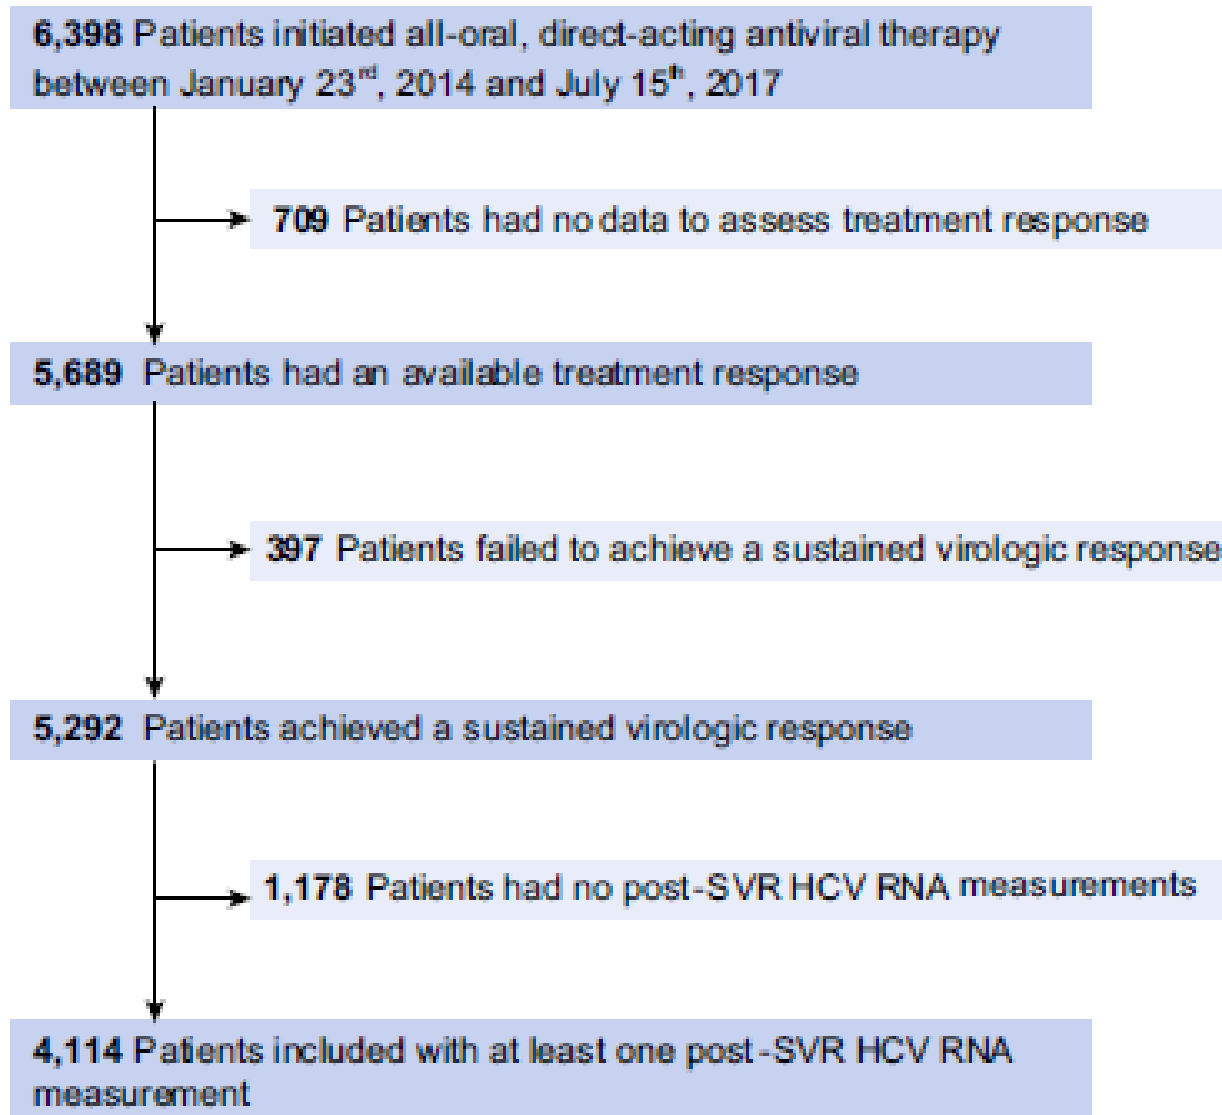 6,398 Patients initiated all-oral, direct-acting antiviral therapy
between January 23rd, 2014 and July 15th, 2017
709 Patients had no data to assess treatment response
5,689 Patients had an available treatment response
397 Patients failed to achieve a sustained virologic response
5,292 Patients achieved a sustained virologic response
1,178 Patients had no post-SVR HCV RNA measurements
4,114 Patients included with at least one post-SVR HCV RNA
measurement